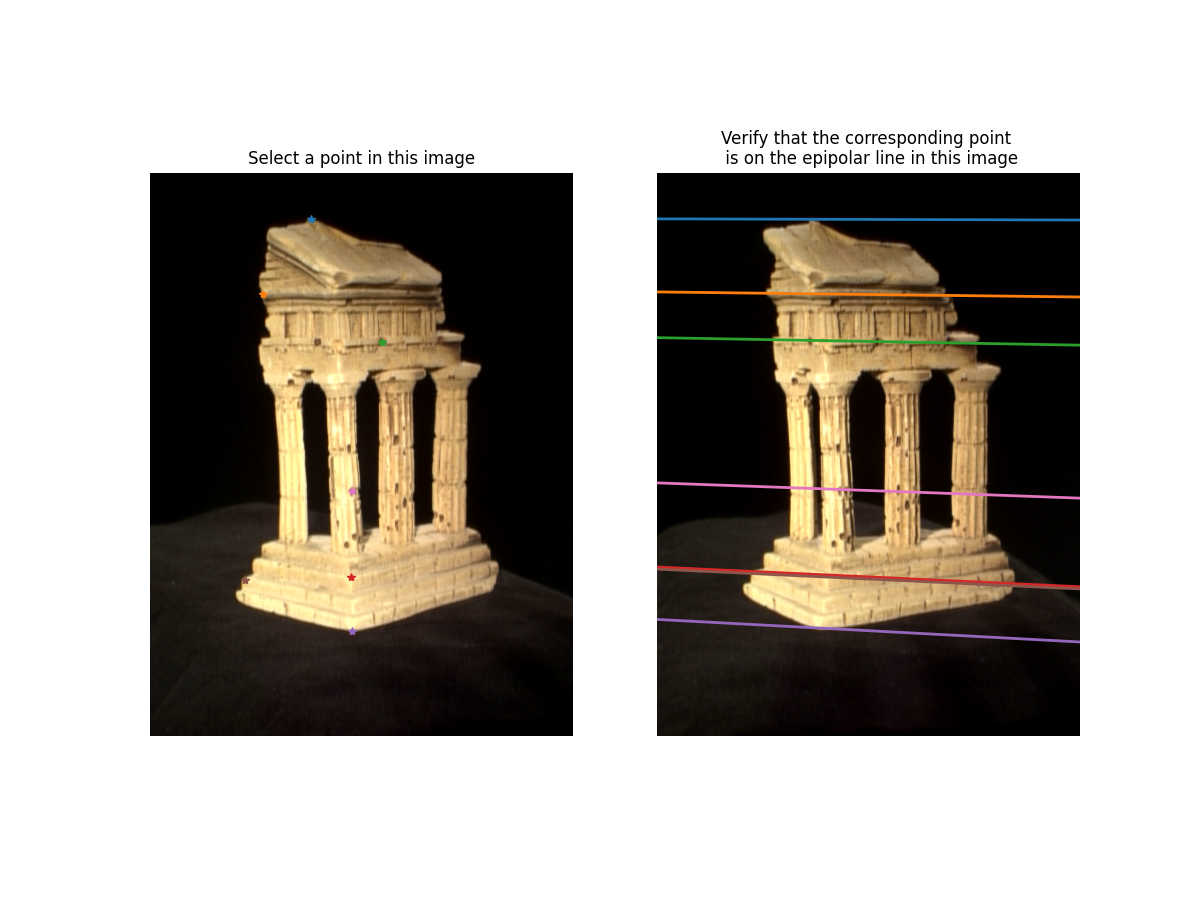 Select a point in this image
Verify that the corresponding point
is on the epipolar line in this image